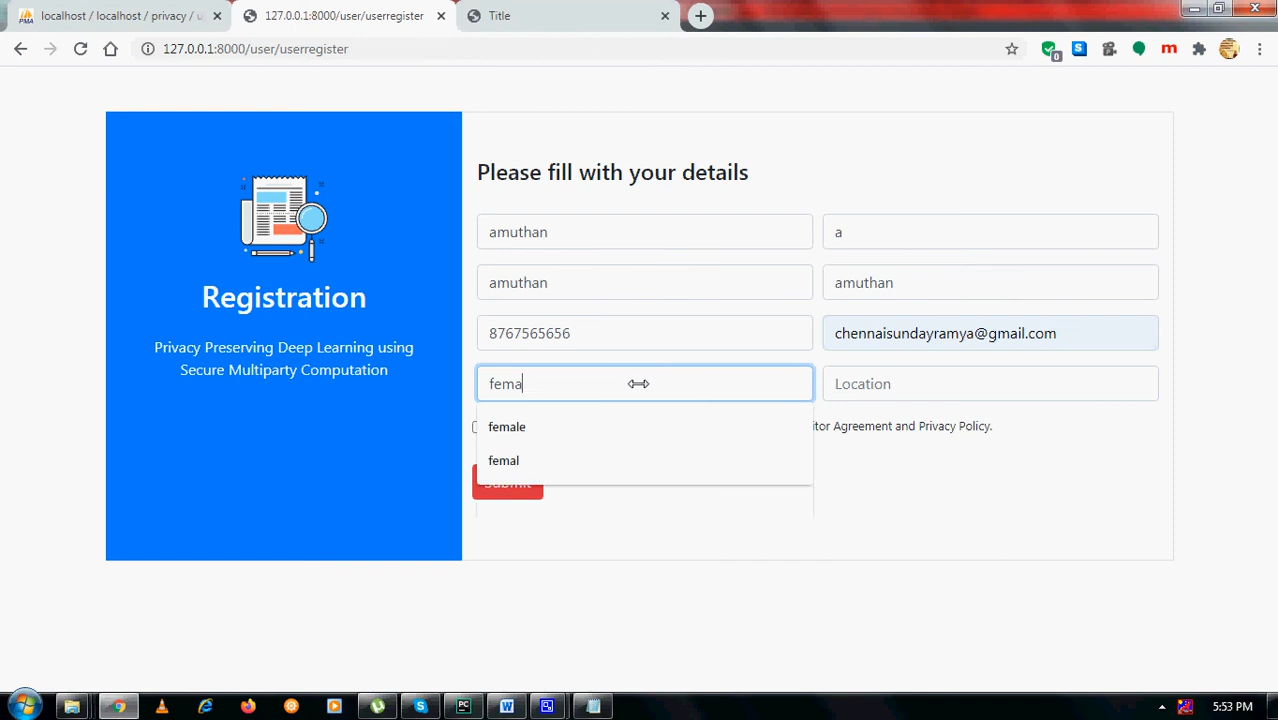 localhost / localhost / privacy / u
127.0.0.1:8000/user/userregister
Title
127.0.0.1:8000/user/userregister
0
Please fill with your details
amuthan
a
amuthan
amuthan
8767565656
chennaisundayramya@gmail.com
fema
Location
female
itor Agreement and Privacy Policy.
femal
Submit
Registration
Privacy Preserving Deep Learning using
Secure Multiparty Computation
5:53 PM